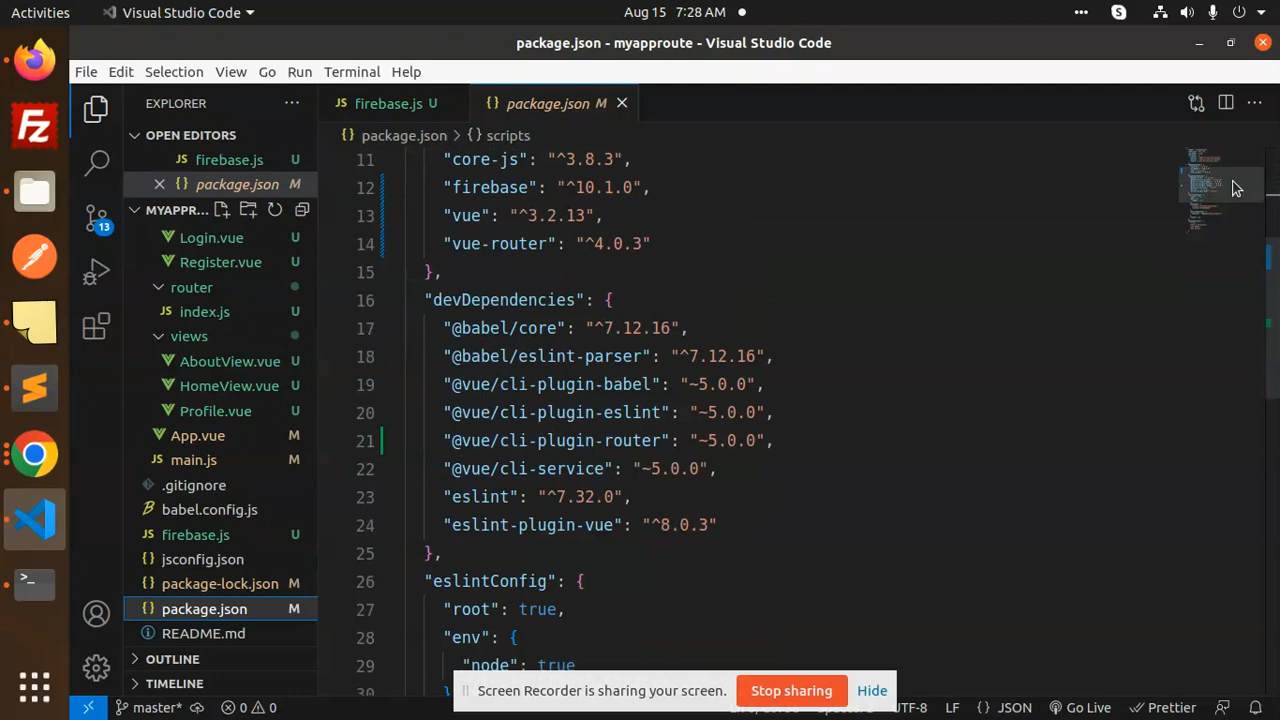 Activities
Visual Studio Code
Aug 15 7:28 AM
package.json - myapproute - Visual Studio Code
File Edit Selection View Go Run Terminal Help
EXPLORER
OPEN EDITORS
firebase.js U
package.json M
MYAPPR...
Login.vue U
Register.vue U
router
index.js U
views
AboutView.vue U
HomeView.vue U
Profile.vue U
App.vue M
main.js M
.gitignore
babel.config.js
firebase.js U
jsconfig.json
package-lock.json M
package.json M
README.md
OUTLINE
TIMELINE
13
firebase.js U
package.json M
package.json > {} scripts
11 "core-js": "^3.8.3",
12 "firebase": "^10.1.0",
13 "vue": "^3.2.13",
14 "vue-router": "^4.0.3"
15 },
16 "devDependencies": {
17 "@babel/core": "^7.12.16",
18 "@babel/eslint-parser": "^7.12.16",
19 "@vue/cli-plugin-babel": "~5.0.0",
20 "@vue/cli-plugin-eslint": "~5.0.0",
21 "@vue/cli-plugin-router": "~5.0.0",
22 "@vue/cli-service": "~5.0.0",
23 "eslint": "^7.32.0",
24 "eslint-plugin-vue": "^8.0.3"
25 },
26 "eslintConfig": {
27 "root": true,
28 "env": {
29 "node": true
30 }
Screen Recorder is sharing your screen. Stop sharing Hide
master* 0 0 UTF-8 LF {} JSON Go Live Prettier